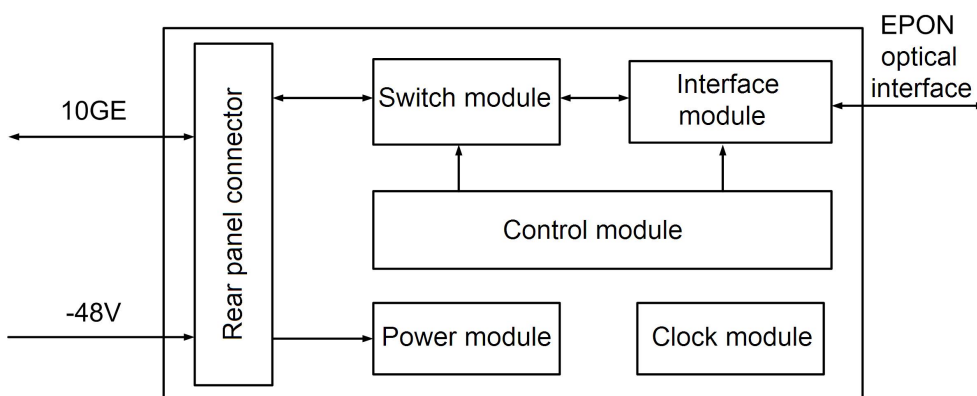 EPON
optical
interface
10GE
Switch module
Interface
module
Rear panel connector
Control module
-48V
Power module
Clock module